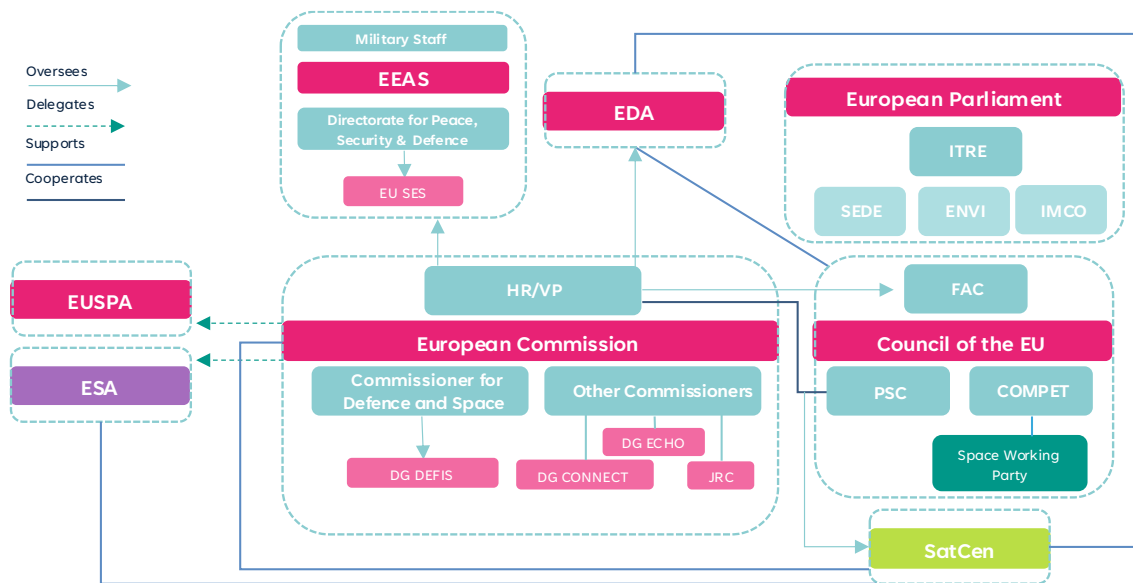 Oversees
Delegates
Supports
Cooperates
Military Staff
EEAS
Directorate for Peace,
Security & Defence
EU SES
EDA
European Parliament
ITRE
SEDE
ENVI
IMCO
EUSPA
ESA
HR/VP
European Commission
Commissioner for
Defence and Space
Other Commissioners
DG ECHO
DG DEFIS
DG CONNECT
JRC
FAC
Council of the EU
PSC
COMPET
Space Working
Party
SatCen